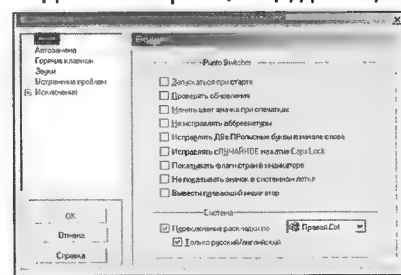 Автозамена
Горячие клавиши
Звуки
Устранение проблем
Исключения
Punto Switcher
Запускаться при старте
Проверять обновления
Менять цвет значка при опечатках
Не исправлять аббревиатуры
Исправлять ДВе ПРописные буквы в начале слова
Исправлять сЛУЧАЙНОЕ нажатие Caps Lock
Показывать флаги стран в индикаторе
Не показывать значок в системном лотке
Вывести плавающий индикатор
Система
Переключение раскладки по Правой Ctrl
Только русский/английский
OK
Отмена
Справка